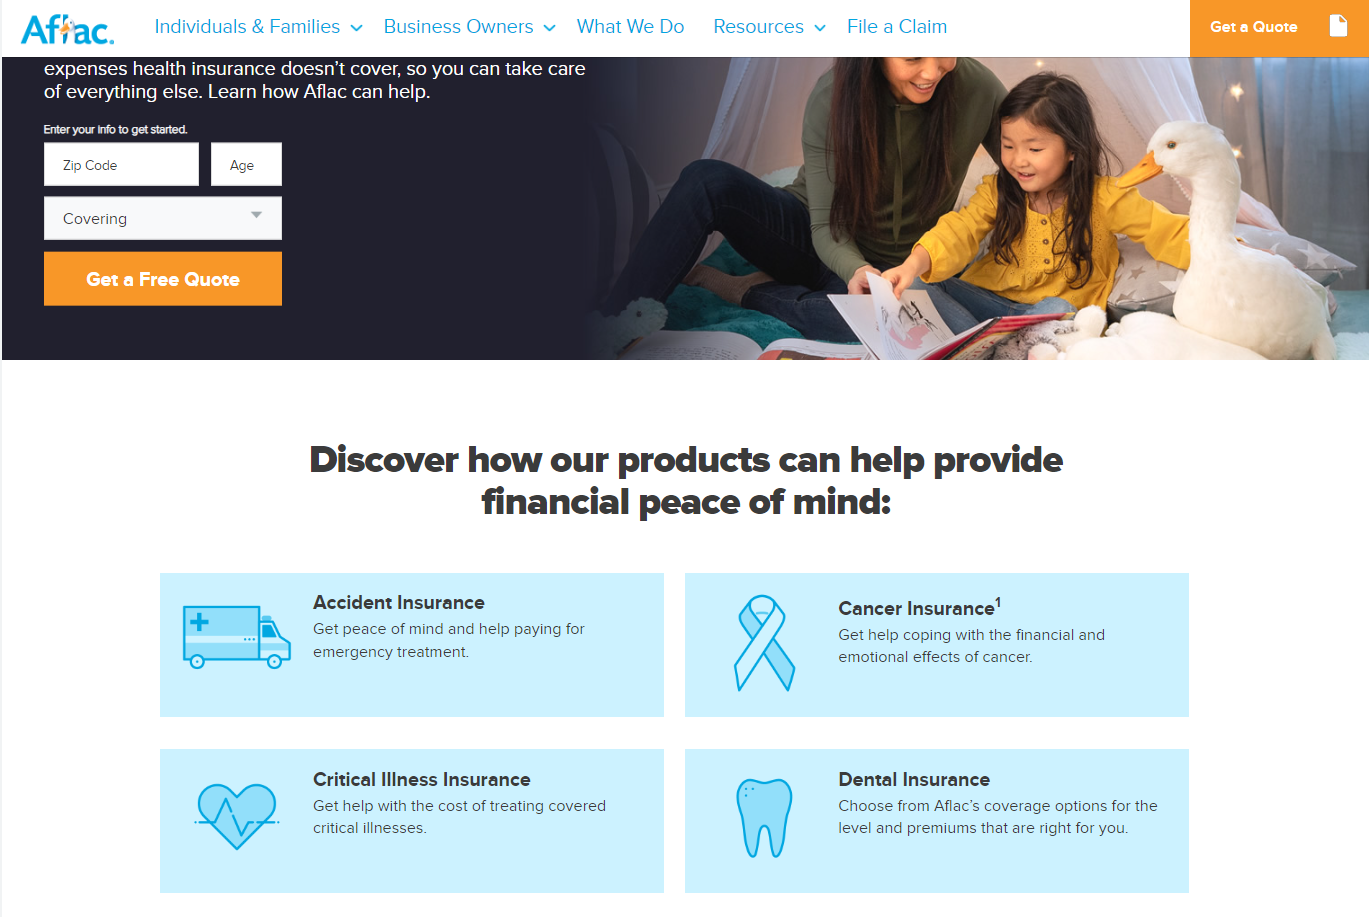 Aflac.
Individuals & Families
Business Owners
What We Do
Resources
File a Claim
Get a Quote
expenses health insurance doesn’t cover, so you can take care
of everything else. Learn how Aflac can help.
Enter your info to get started.
Zip Code
Age
Covering
Get a Free Quote
Discover how our products can help provide
financial peace of mind:
Accident Insurance
Get peace of mind and help paying for
emergency treatment.
Cancer Insurance¹
Get help coping with the financial and
emotional effects of cancer.
Critical Illness Insurance
Get help with the cost of treating covered
critical illnesses.
Dental Insurance
Choose from Aflac’s coverage options for the
level and premiums that are right for you.